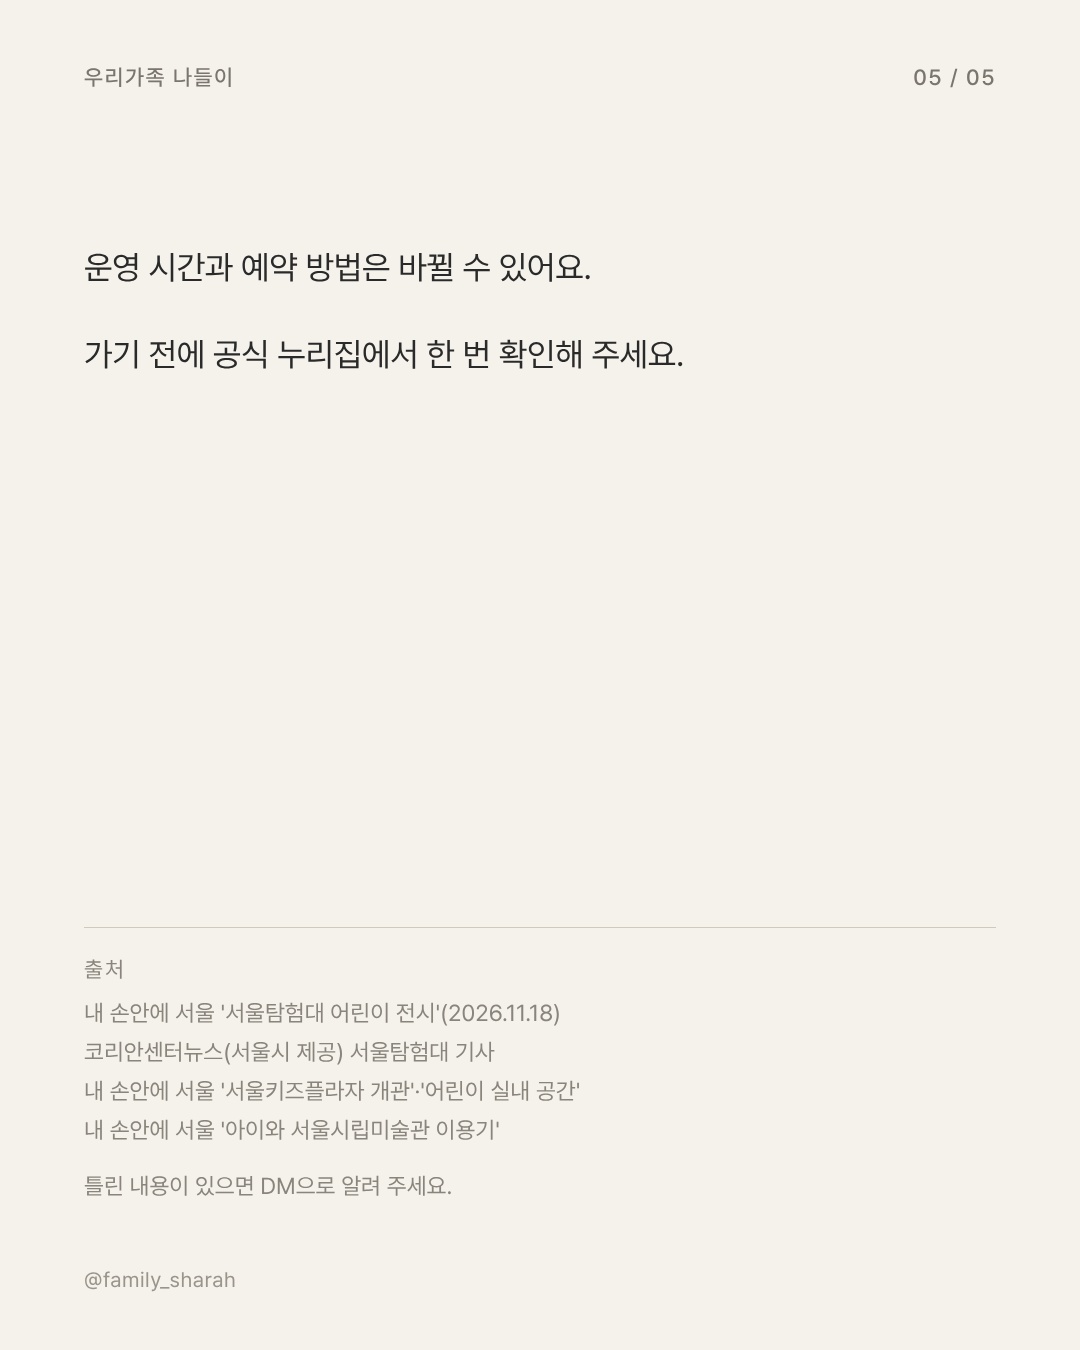 우리가족 나들이
05 / 05
운영 시간과 예약 방법은 바뀔 수 있어요.
가기 전에 공식 누리집에서 한 번 확인해 주세요.
출처
내 손안에 서울 '서울탐험대 어린이 전시'(2026.11.18)
코리안센터뉴스(서울시 제공) 서울탐험대 기사
내 손안에 서울 '서울키즈플라자 개관'·'어린이 실내 공간'
내 손안에 서울 '아이와 서울시립미술관 이용기'
틀린 내용이 있으면 DM으로 알려 주세요.
@family_sharah